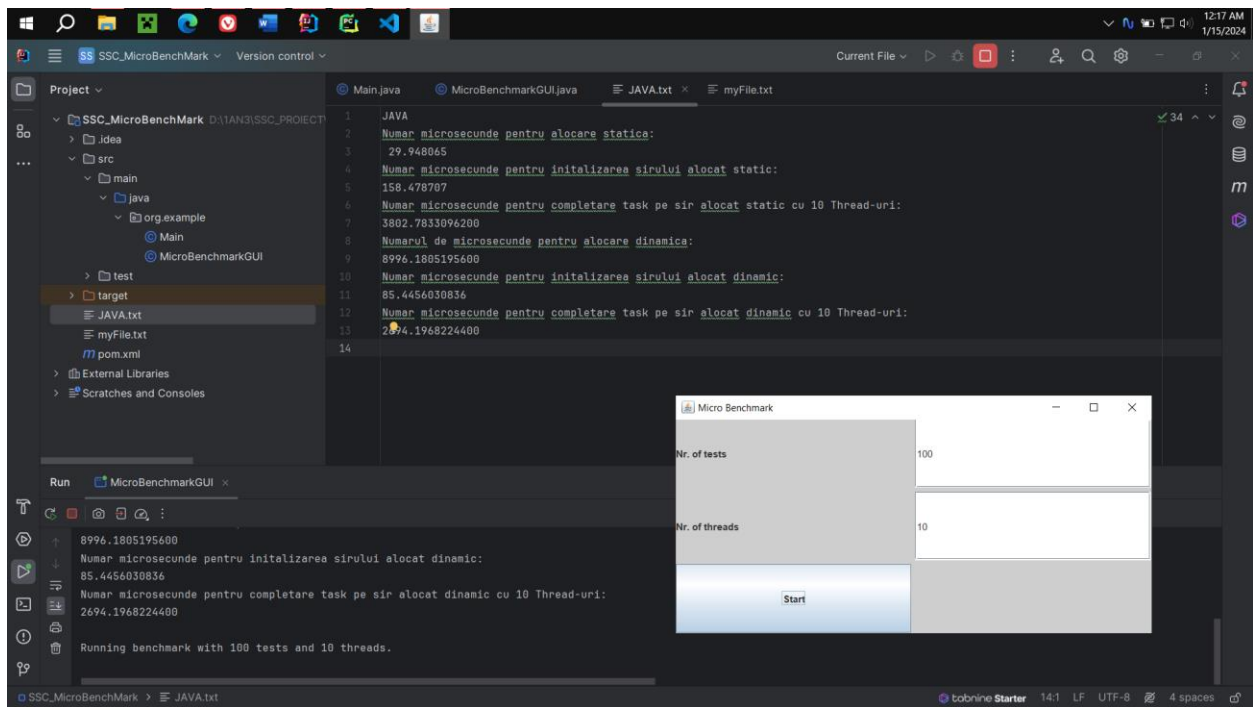 12:17 AM
1/15/2024
SS SSC_MicroBenchMark Version control
Current File
Project
Main.java MicroBenchmarkGUI.java JAVA.txt myFile.txt
SSC_MicroBenchMark D:\1AN3\SSC_PROIECT\
.idea
src
main
java
org.example
Main
MicroBenchmarkGUI
test
target
JAVA.txt
myFile.txt
pom.xml
External Libraries
Scratches and Consoles
34
1 JAVA
2 Numar microsecunde pentru alocare statica:
3 29.948065
4 Numar microsecunde pentru initalizarea sirului alocat static:
5 158.478707
6 Numar microsecunde pentru completare task pe sir alocat static cu 10 Thread-uri:
7 3802.7833096200
8 Numarul de microsecunde pentru alocare dinamica:
9 8996.1805195600
10 Numar microsecunde pentru initalizarea sirului alocat dinamic:
11 85.4456030836
12 Numar microsecunde pentru completare task pe sir alocat dinamic cu 10 Thread-uri:
13 2694.1968224400
14
Micro Benchmark
Nr. of tests 100
Nr. of threads 10
Start
Run MicroBenchmarkGUI
8996.1805195600
Numar microsecunde pentru initalizarea sirului alocat dinamic:
85.4456030836
Numar microsecunde pentru completare task pe sir alocat dinamic cu 10 Thread-uri:
2694.1968224400
Running benchmark with 100 tests and 10 threads.
SSC_MicroBenchMark > JAVA.txt
tabnine Starter 14:1 LF UTF-8 4 spaces